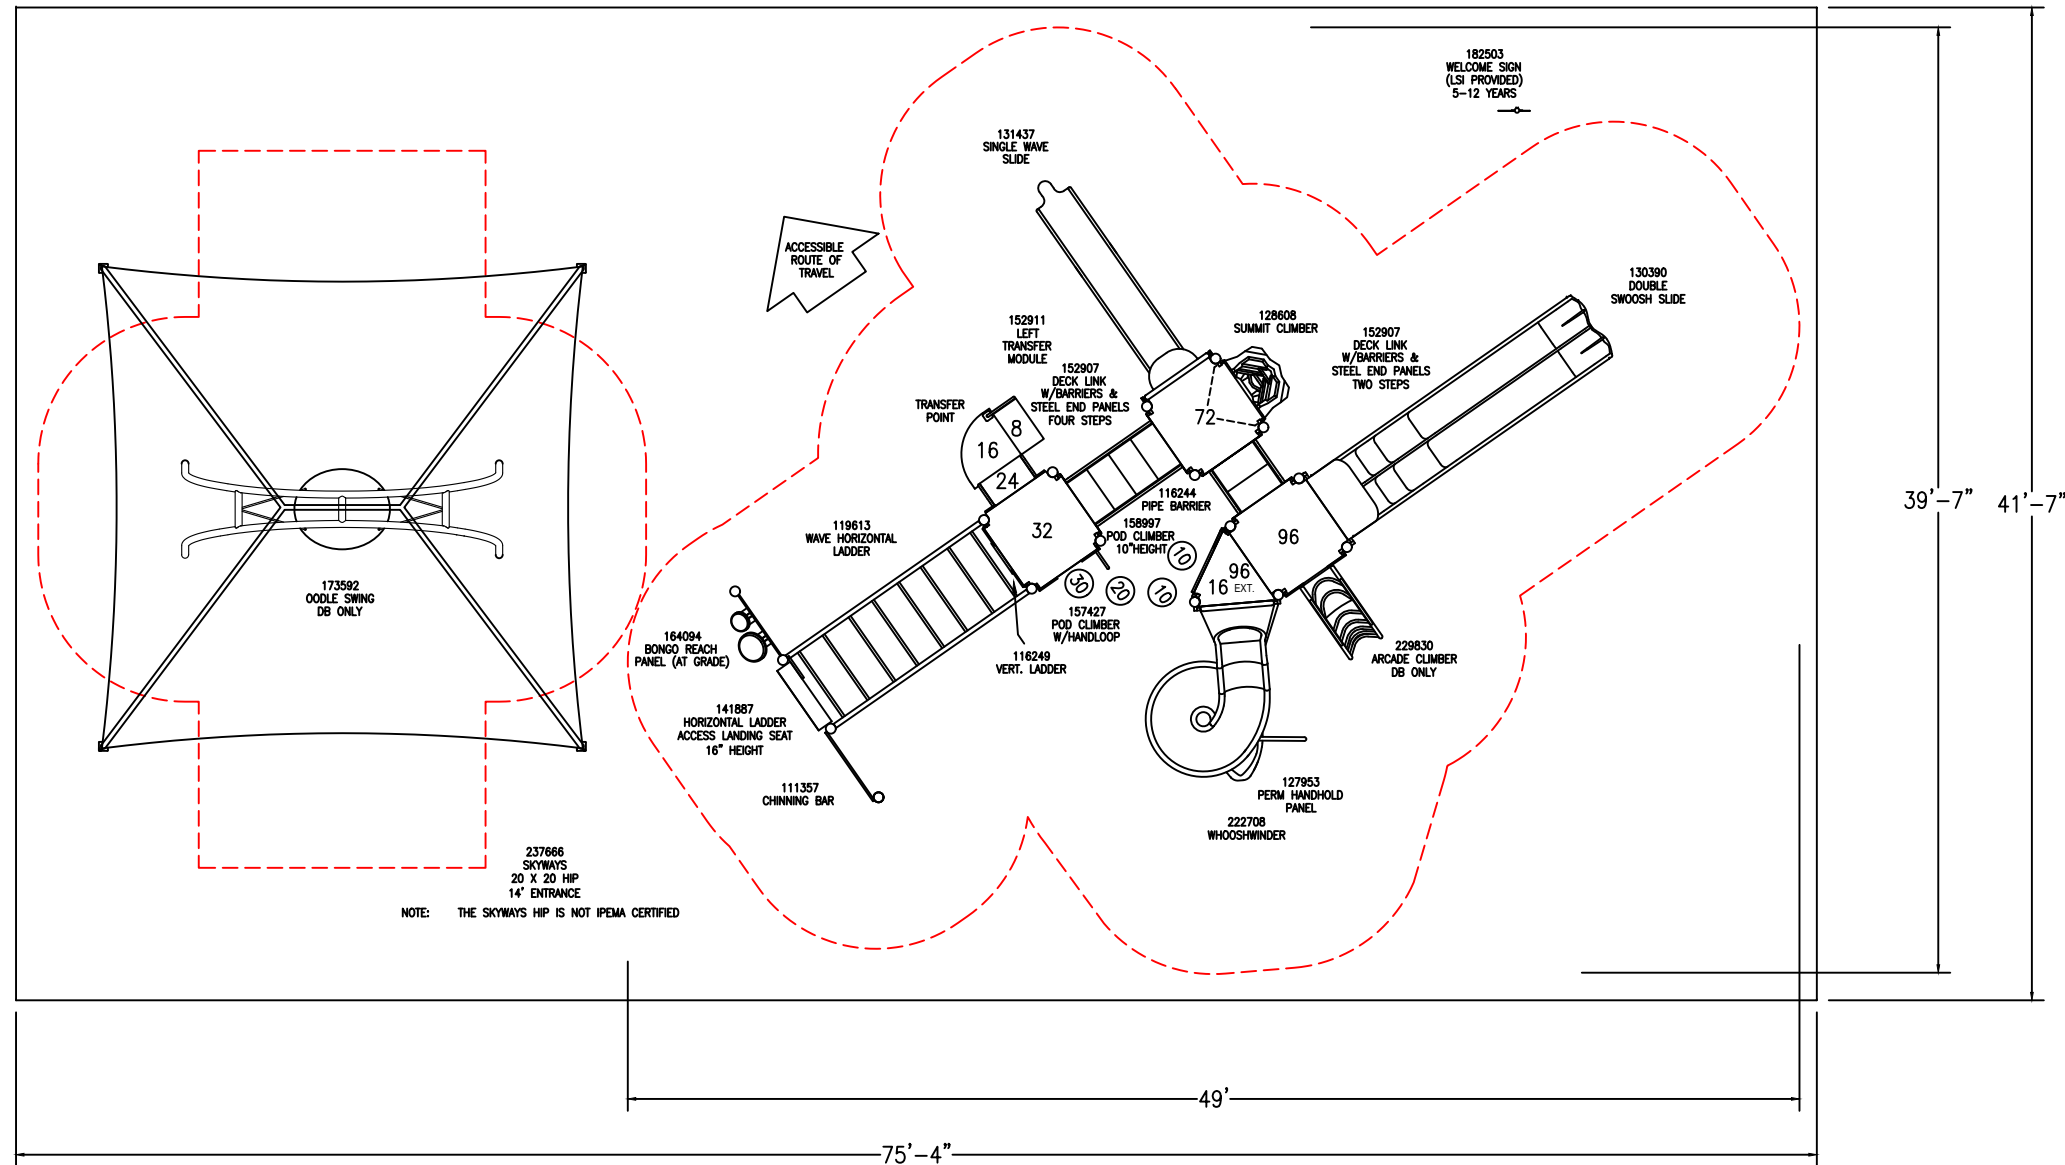 182503
WELCOME SIGN
(LSI PROVIDED)
5-12 YEARS
131437
SINGLE WAVE
SLIDE
ACCESSIBLE
ROUTE OF
TRAVEL
130390
DOUBLE
SWOOSH SLIDE
128608
SUMMIT CLIMBER
152911
LEFT
TRANSFER
MODULE
152907
DECK LINK
W/BARRIERS &
STEEL END PANELS
TWO STEPS
152907
DECK LINK
W/BARRIERS &
STEEL END PANELS
FOUR STEPS
TRANSFER
POINT
72
8
16
24
32
116244
PIPE BARRIER
96
158997
POD CLIMBER
10"HEIGHT
10
119613
WAVE HORIZONTAL
LADDER
39'-7"
41'-7"
96
16 EXT.
30
20
10
173592
OODLE SWING
DB ONLY
157427
POD CLIMBER
W/HANDLOOP
164094
BONGO REACH
PANEL (AT GRADE)
116249
VERT. LADDER
229830
ARCADE CLIMBER
DB ONLY
141887
HORIZONTAL LADDER
ACCESS LANDING SEAT
16" HEIGHT
111357
CHINNING BAR
127953
PERM HANDHOLD
PANEL
222708
WHOOSHWINDER
237666
SKYWAYS
20 X 20 HIP
14' ENTRANCE
NOTE: THE SKYWAYS HIP IS NOT IPEMA CERTIFIED
49'
75'-4"